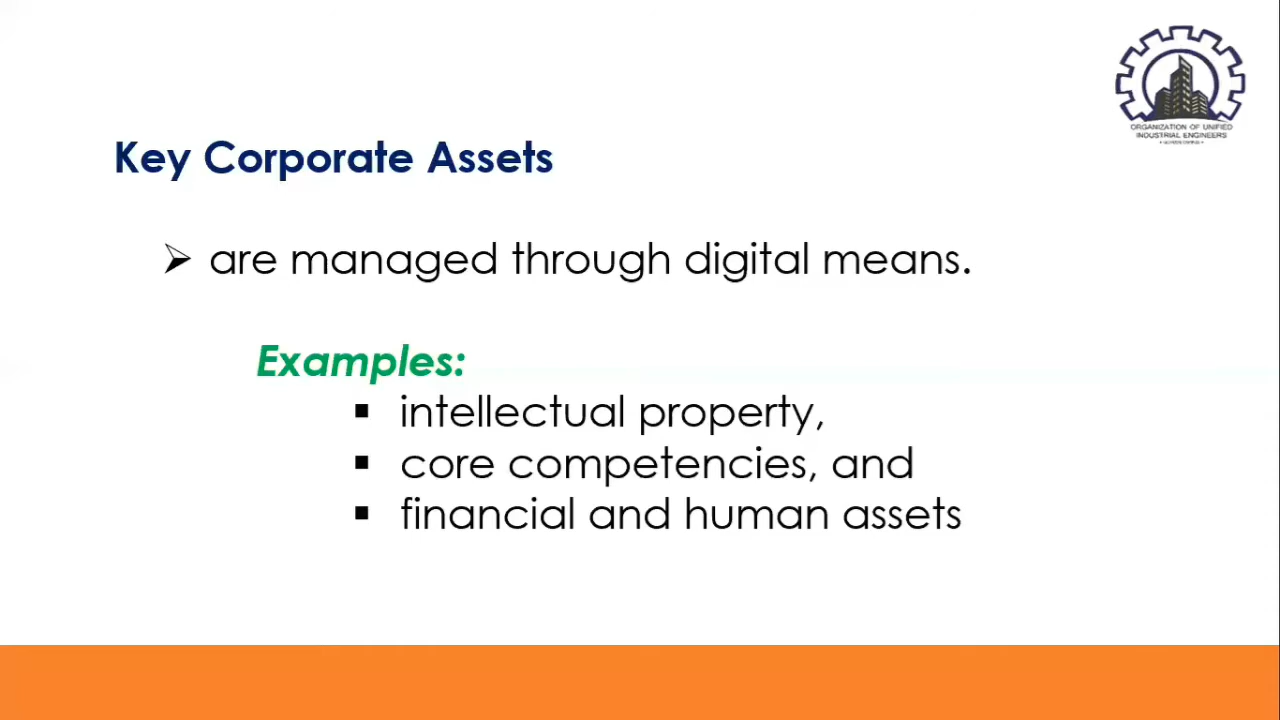 ORGANIZATION OF UNIFIED
INDUSTRIAL ENGINEERS
Key Corporate Assets
➢ are managed through digital means.
Examples:
▪ intellectual property,
▪ core competencies, and
▪ financial and human assets